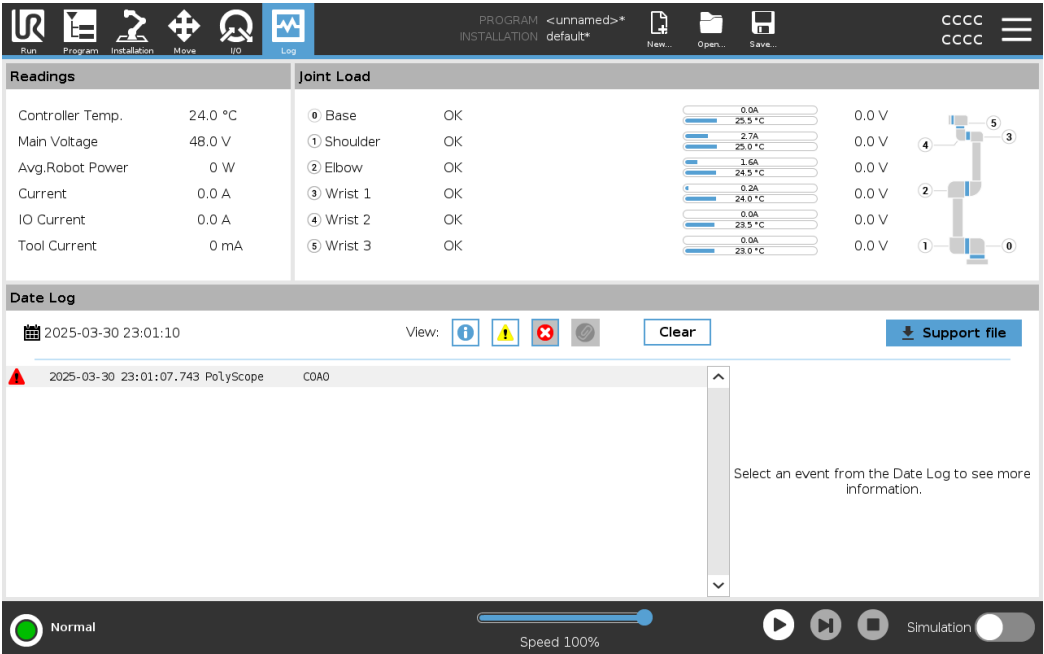 Run Program Installation Move I/O Log
PROGRAM <unnamed>*
INSTALLATION default*
New... Open... Save...
CCCC
CCCC
Readings
Controller Temp. 24.0 °C
Main Voltage 48.0 V
Avg.Robot Power 0 W
Current 0.0 A
IO Current 0.0 A
Tool Current 0 mA
Joint Load
0 Base OK 0.0A 25.5 °C 0.0 V
1 Shoulder OK 2.7A 25.0 °C 0.0 V
2 Elbow OK 1.6A 24.5 °C 0.0 V
3 Wrist 1 OK 0.2A 24.0 °C 0.0 V
4 Wrist 2 OK 0.0A 23.5 °C 0.0 V
5 Wrist 3 OK 0.0A 23.0 °C 0.0 V
5
4 3
2
1 0
Date Log
2025-03-30 23:01:10 View: Clear Support file
2025-03-30 23:01:07.743 PolyScope C0A0
Select an event from the Date Log to see more
information.
Normal
Speed 100%
Simulation